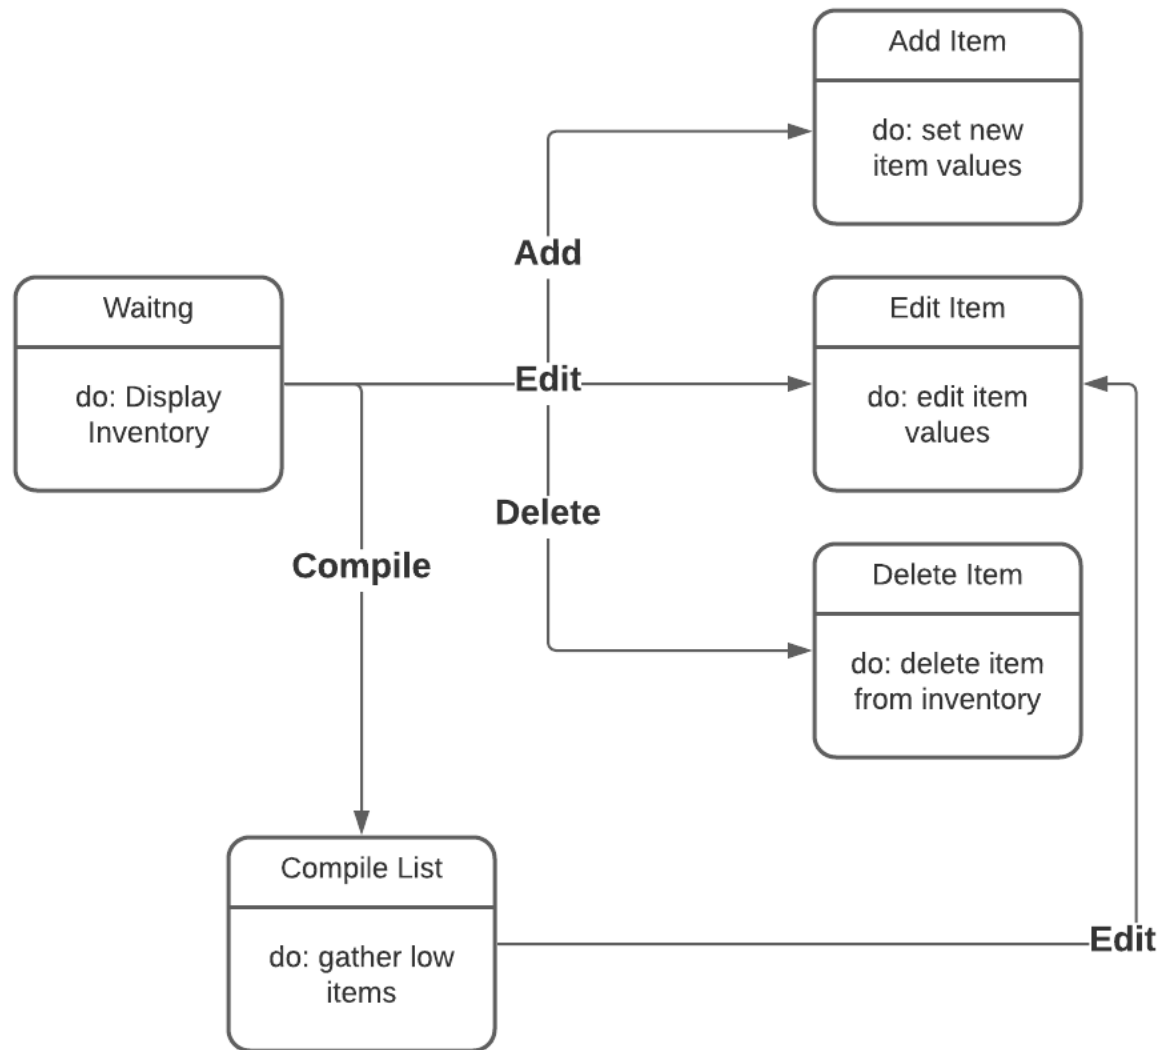 Add Item
do: set new
item values
Add
Waitng
do: Display
Inventory
Edit
Edit Item
do: edit item
values
Delete
Compile
Delete Item
do: delete item
from inventory
Compile List
do: gather low
items
Edit